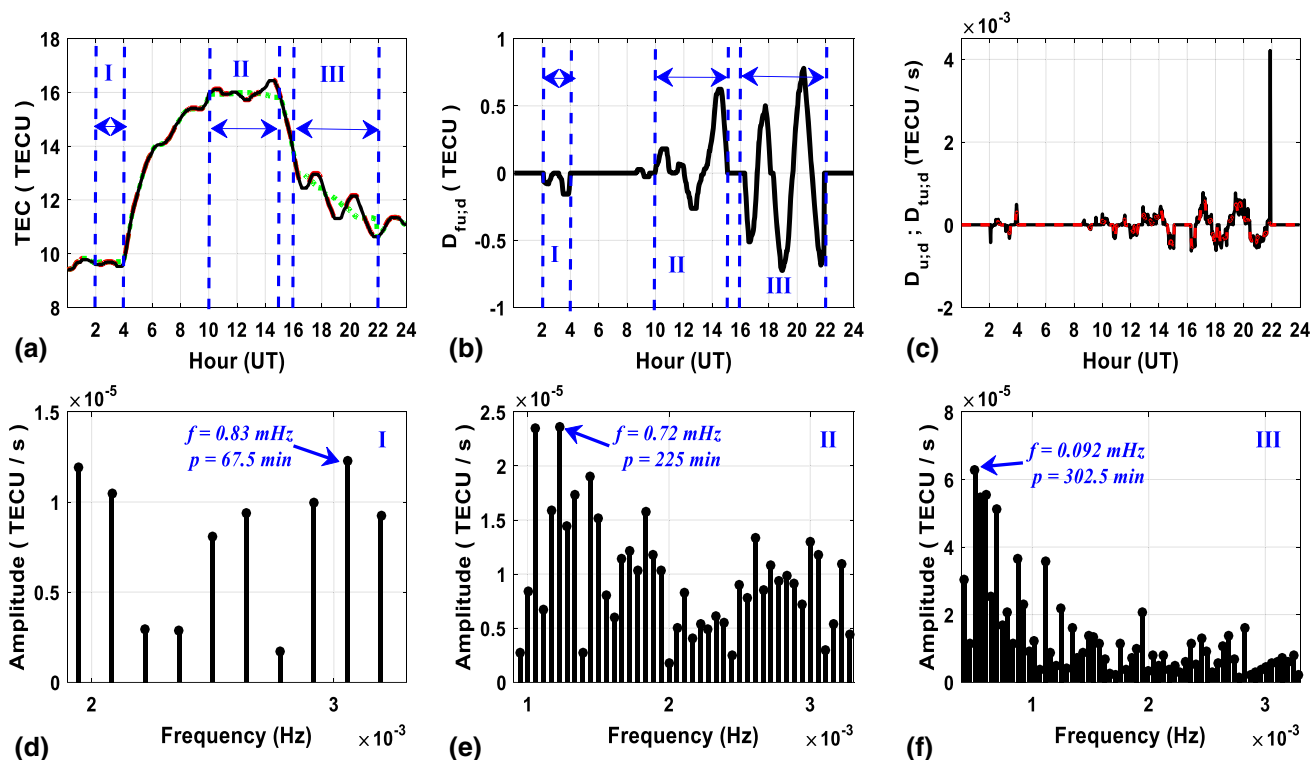 TEC ( TECU )
18
16
14
12
10
8
I
II
III
2 4 6 8 10 12 14 16 18 20 22 24
Hour (UT)
(a)
D_fu;d ( TECU )
1
0.5
0
-0.5
-1
I
II
III
2 4 6 8 10 12 14 16 18 20 22 24
Hour (UT)
(b)
×10^-3
D_u;d ; D_tu;d (TECU / s)
4
2
0
-2
2 4 6 8 10 12 14 16 18 20 22 24
Hour (UT)
(c)
×10^-5
Amplitude ( TECU / s)
1.5
1
0.5
0
f = 0.83 mHz
p = 67.5 min
I
2 3
Frequency (Hz)
×10^-3
(d)
×10^-5
Amplitude ( TECU / s)
2.5
2
1.5
1
0.5
0
f = 0.72 mHz
p = 225 min
II
1 2 3
Frequency (Hz)
×10^-3
(e)
×10^-5
Amplitude ( TECU / s)
8
6
4
2
0
f = 0.092 mHz
p = 302.5 min
III
1 2 3
Frequency (Hz)
×10^-3
(f)